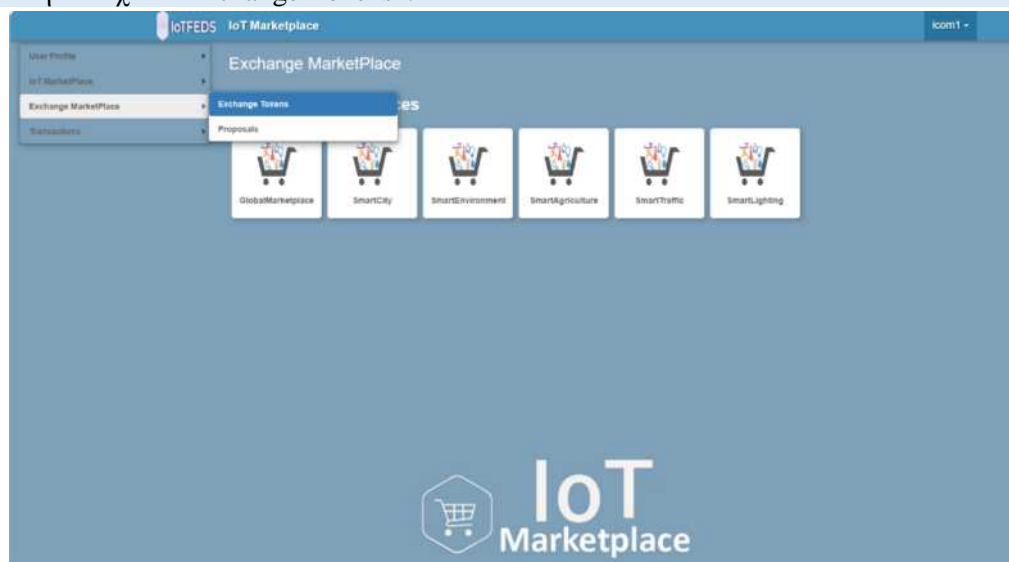 IoTFEDS IoT Marketplace icom1
User Profile
IoT MarketPlace
Exchange MarketPlace
Transactions
Exchange Tokens
Proposals
Exchange MarketPlace
GlobalMarketplace
SmartCity
SmartEnvironment
SmartAgriculture
SmartTraffic
SmartLighting
IoT
Marketplace